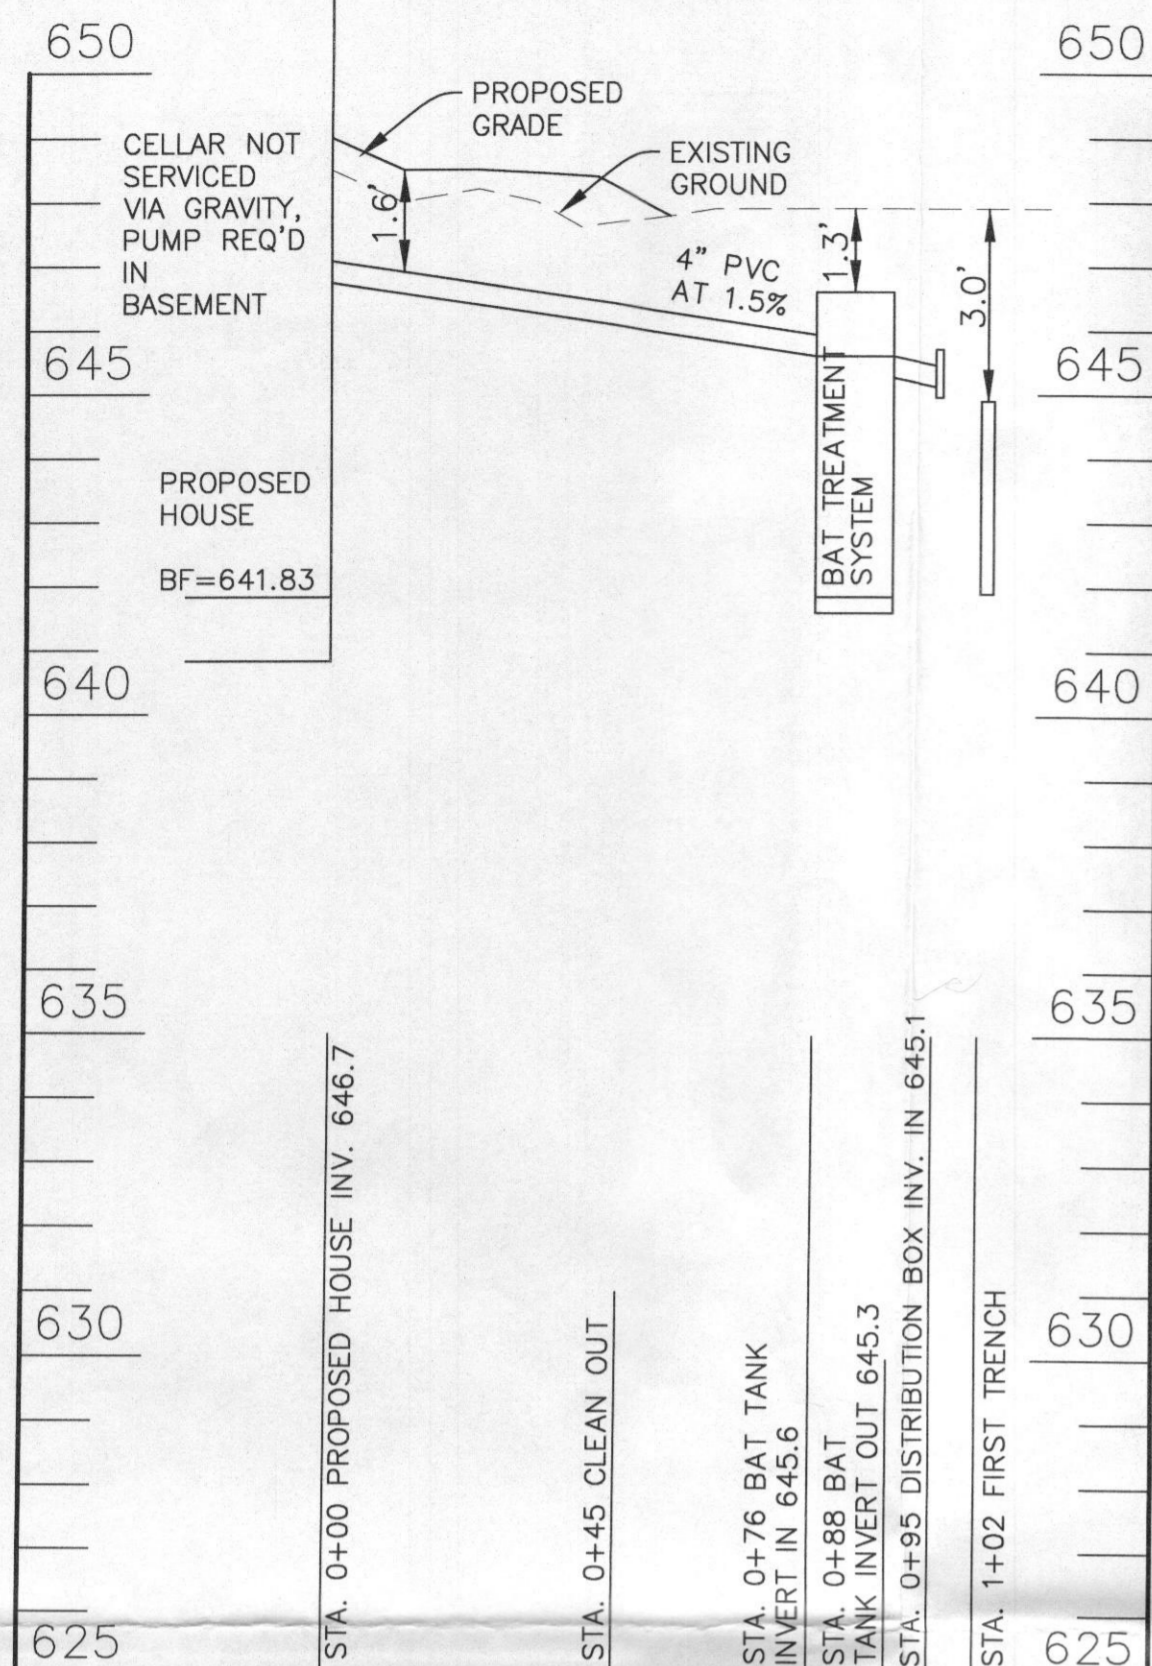 650
650
PROPOSED
GRADE
CELLAR NOT
SERVICED
VIA GRAVITY,
PUMP REQ'D
IN
BASEMENT
EXISTING
GROUND
1.6'
4" PVC
AT 1.5%
1.3'
3.0'
645
645
BAT TREATMENT
SYSTEM
PROPOSED
HOUSE
BF=641.83
640
640
635
635
STA. 0+00 PROPOSED HOUSE INV. 646.7
STA. 0+45 CLEAN OUT
STA. 0+76 BAT TANK
INVERT IN 645.6
STA. 0+88 BAT
TANK INVERT OUT 645.3
STA. 0+95 DISTRIBUTION BOX INV. IN 645.1
STA. 1+02 FIRST TRENCH
630
630
625
625